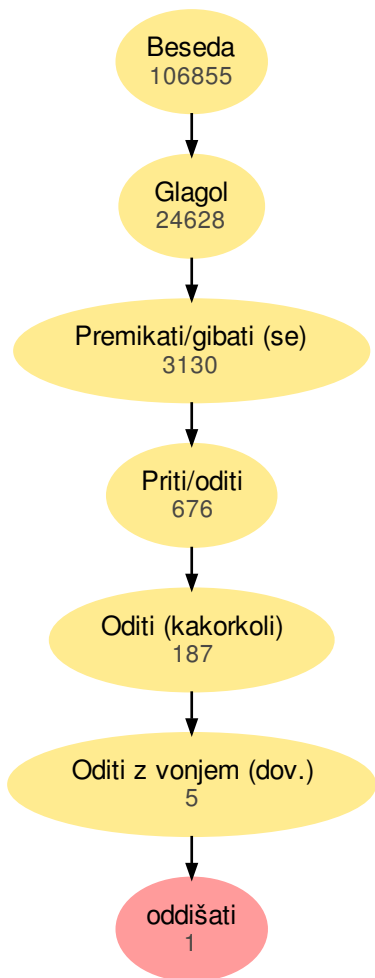 Beseda
106855
Glagol
24628
Premikati/gibati (se)
3130
Priti/oditi
676
Oditi (kakorkoli)
187
Oditi z vonjem (dov.)
5
oddišati
1